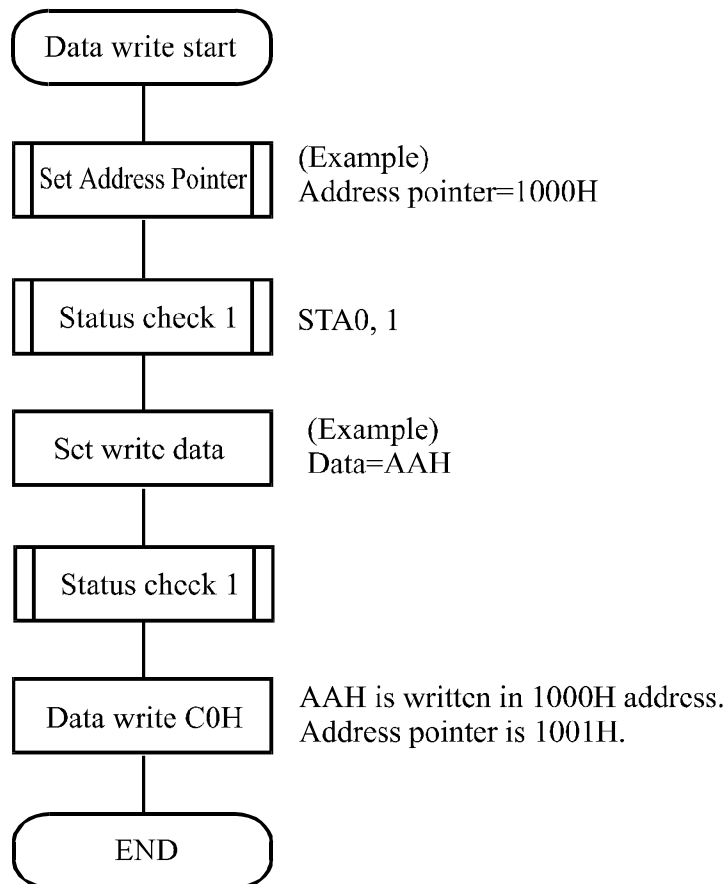 Data write start
Set Address Pointer
(Example)
Address pointer=1000H
Status check 1
STA0, 1
Set write data
(Example)
Data=AAH
Status check 1
Data write C0H
AAH is written in 1000H address.
Address pointer is 1001H.
END